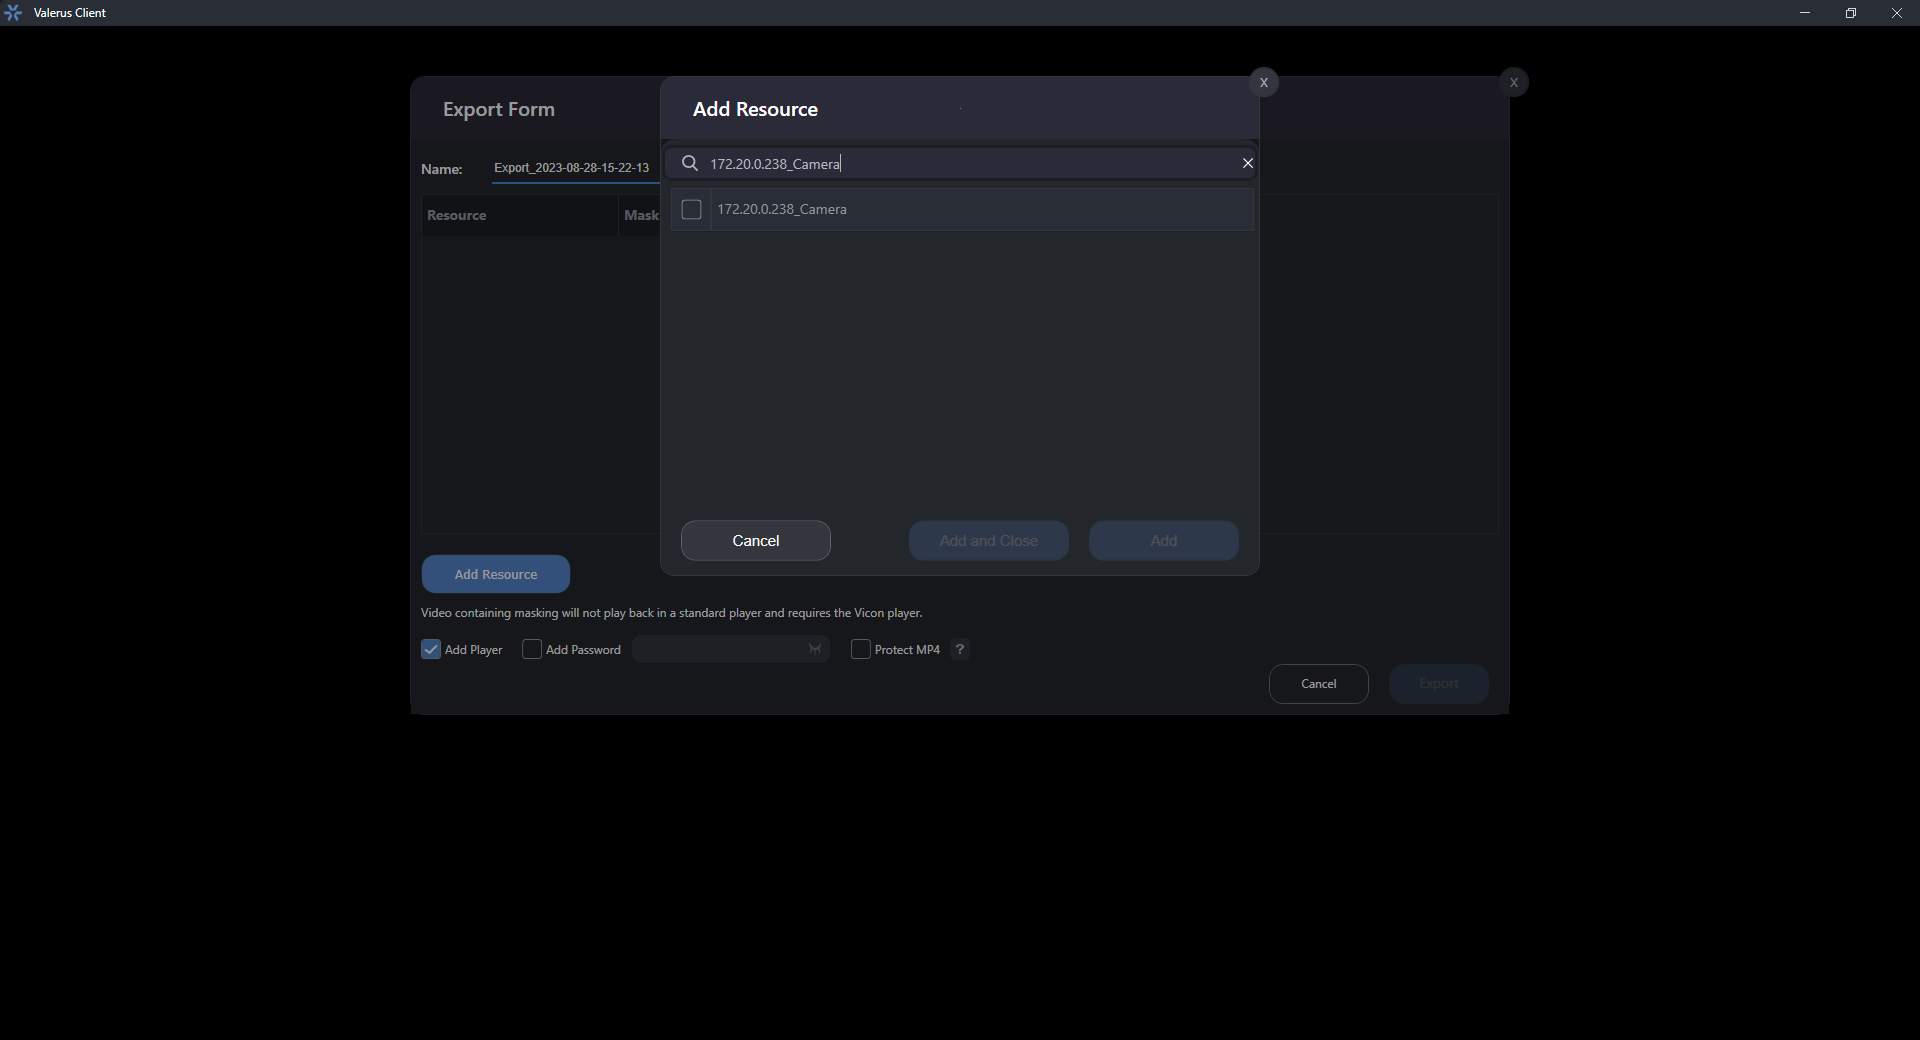 Valerus Client
X
X
Export Form
Add Resource
Name:
Export_2023-08-28-15-22-13
172.20.0.238_Camera
Resource
Mask
172.20.0.238_Camera
Cancel
Add and Close
Add
Add Resource
Video containing masking will not play back in a standard player and requires the Vicon player.
Add Player
Add Password
Protect MP4
?
Cancel
Export